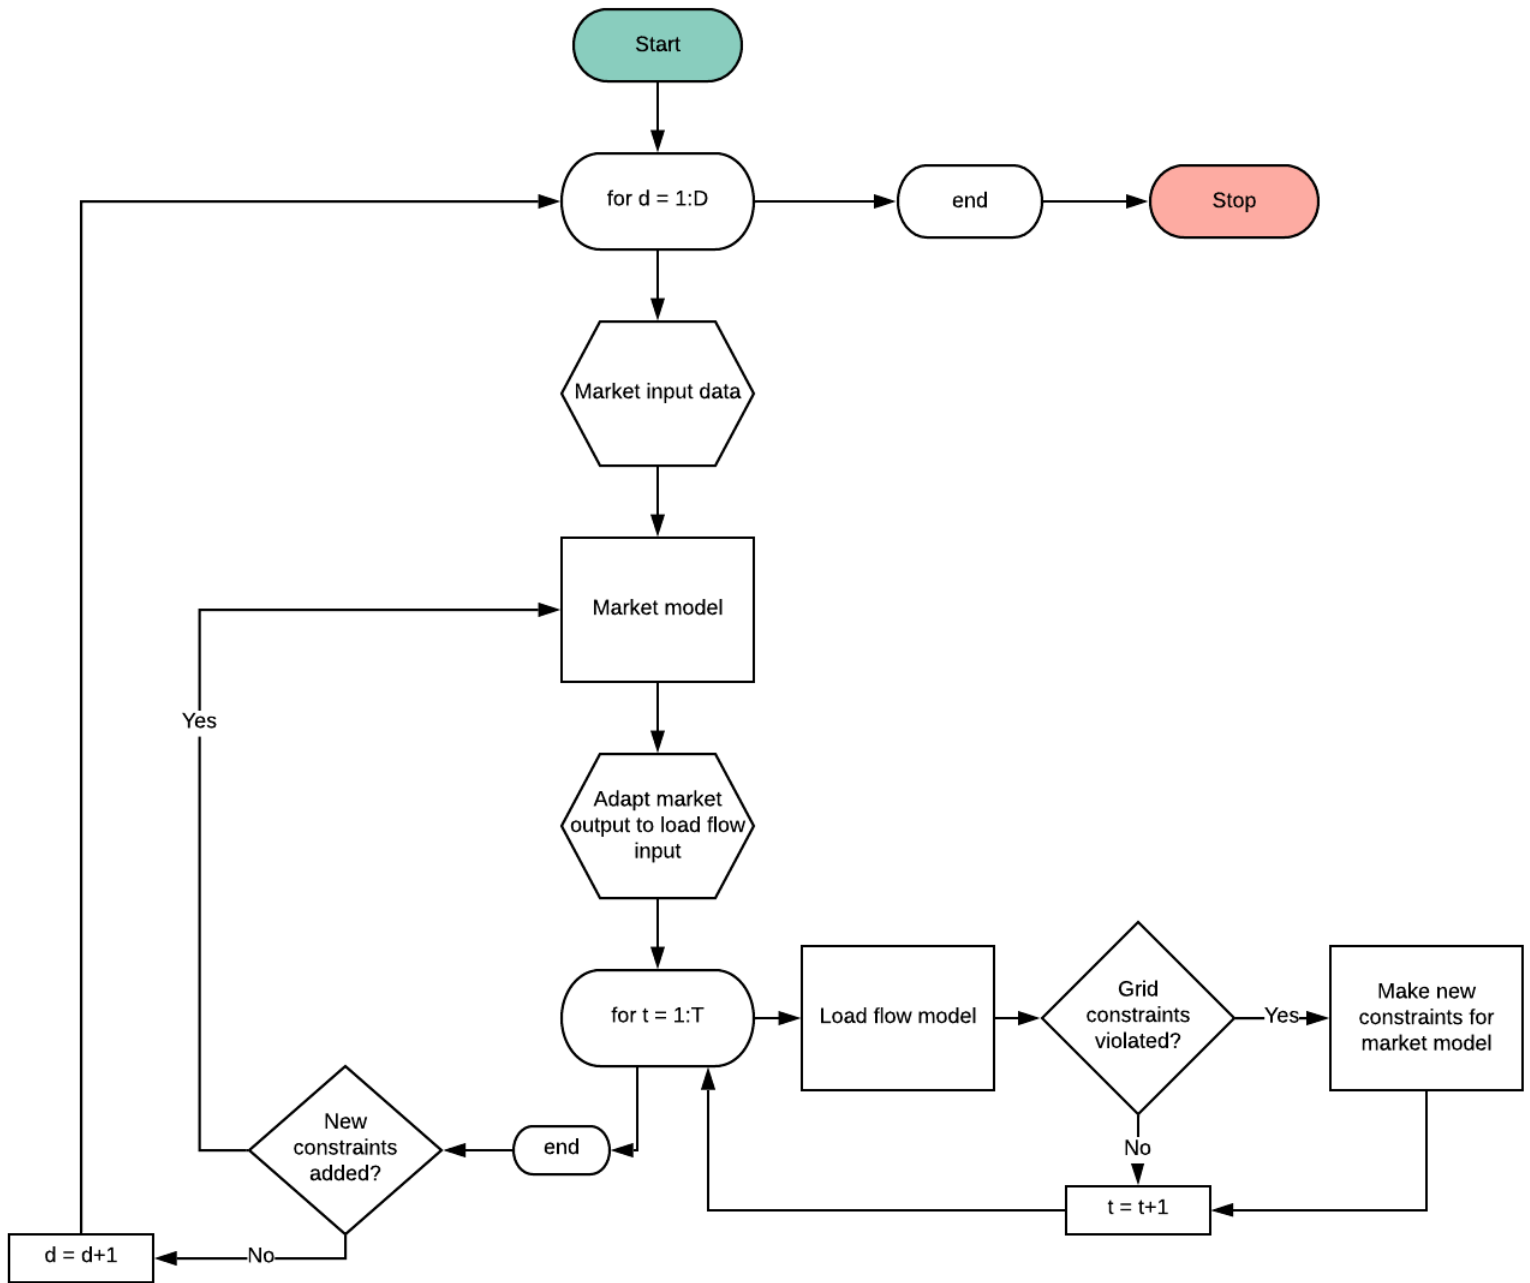 Start
for d = 1:D
end
Stop
Market input data
Market model
Yes
Adapt market
output to load flow
input
for t = 1:T
Load flow model
Grid
constraints
violated?
Yes
Make new
constraints for
market model
New
constraints
added?
end
No
t = t+1
d = d+1
No